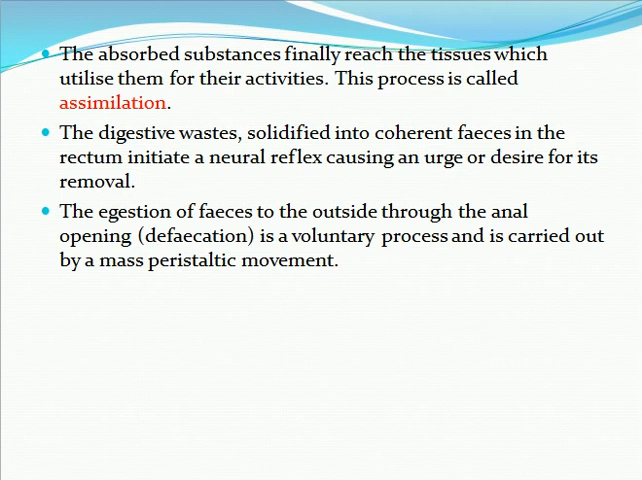 The absorbed substances finally reach the tissues which
utilise them for their activities. This process is called
assimilation.
The digestive wastes, solidified into coherent faeces in the
rectum initiate a neural reflex causing an urge or desire for its
removal.
The egestion of faeces to the outside through the anal
opening (defaecation) is a voluntary process and is carried out
by a mass peristaltic movement.